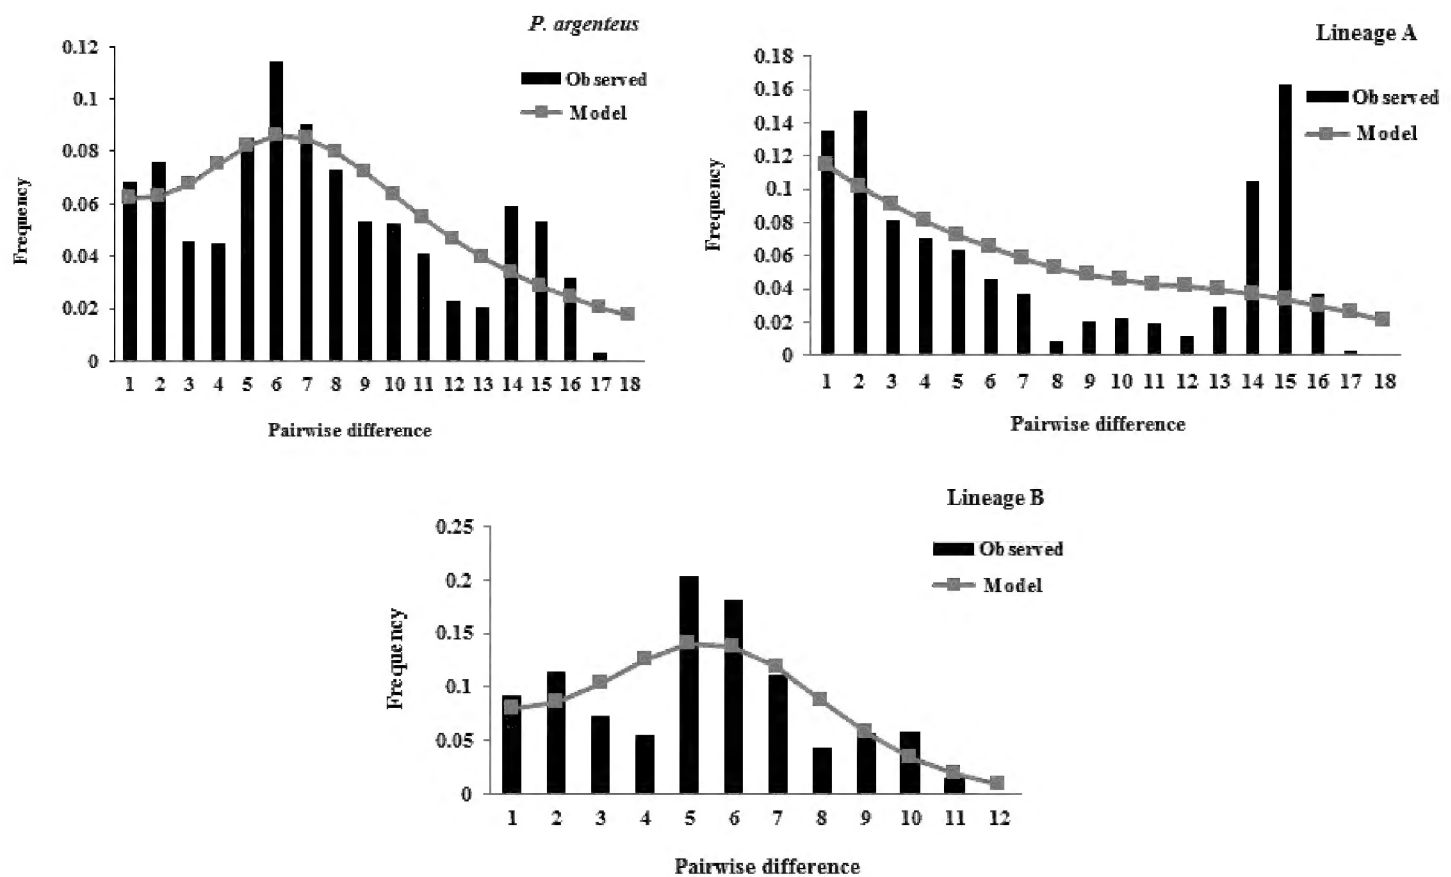 P. argenteus
Observed
Model
0.12
0.1
0.08
0.06
0.04
0.02
0
Frequency
1 2 3 4 5 6 7 8 9 10 11 12 13 14 15 16 17 18
Pairwise difference
Lineage A
Observed
Model
0.18
0.16
0.14
0.12
0.1
0.08
0.06
0.04
0.02
0
Frequency
1 2 3 4 5 6 7 8 9 10 11 12 13 14 15 16 17 18
Pairwise difference
Lineage B
Observed
Model
0.25
0.2
0.15
0.1
0.05
0
Frequency
1 2 3 4 5 6 7 8 9 10 11 12
Pairwise difference